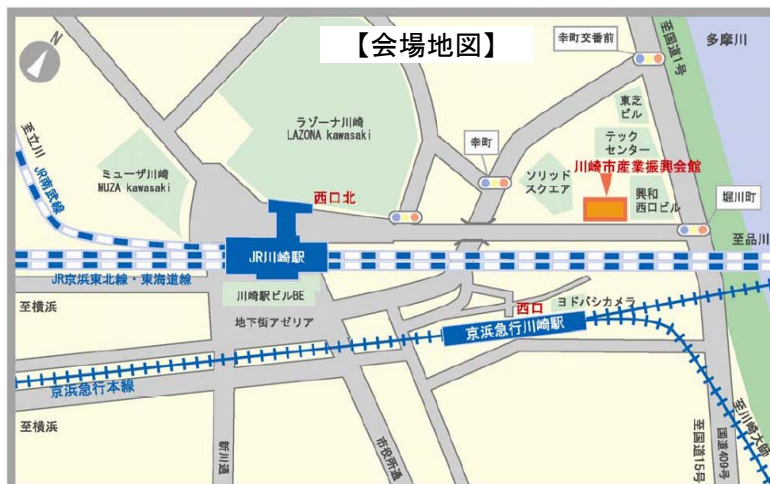 【会場地図】
N
幸町交番前
至国道1号
多摩川
ラゾーナ川崎
LAZONA kawasaki
東芝
ビル
テック
センター
至立川
JR南武線
ミューザ川崎
MUZA kawasaki
幸町
ソリッド
スクエア
川崎市産業振興会館
興和
西口ビル
西口北
堀川町
JR川崎駅
至品川
JR京浜東北線・東海道線
至横浜
川崎駅ビルBE
地下街アゼリア
西口
ヨドバシカメラ
京浜急行川崎駅
京浜急行本線
至横浜
新川通
市役所通
至国道15号
国道409号
至川崎大師